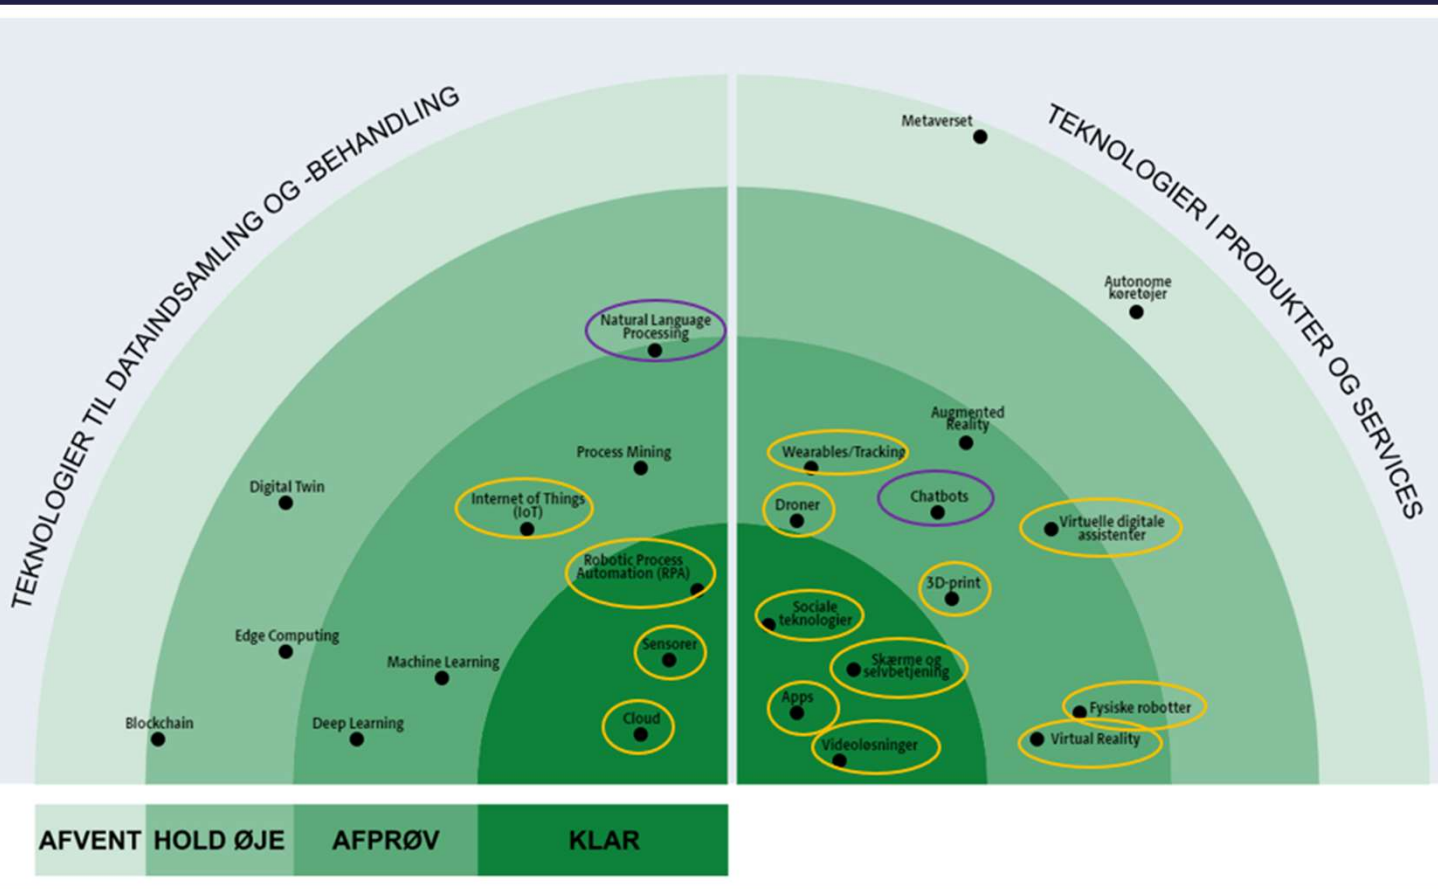 TEKNOLOGIER TIL DATAINDSAMLING OG -BEHANDLING
TEKNOLOGIER I PRODUKTER OG SERVICES
Metaverset
Autonome
køretøjer
Natural Language
Processing
Augmented
Reality
Process Mining
Wearables/Tracking
Digital Twin
Internet of Things
(IoT)
Droner
Chatbots
Virtuelle digitale
assistenter
Robotic Process
Automation (RPA)
3D-print
Sociale
teknologier
Edge Computing
Sensorer
Machine Learning
Skærme og
selvbetjening
Apps
Fysiske robotter
Blockchain
Deep Learning
Cloud
Videoløsninger
Virtual Reality
AFVENT
HOLD ØJE
AFPRØV
KLAR